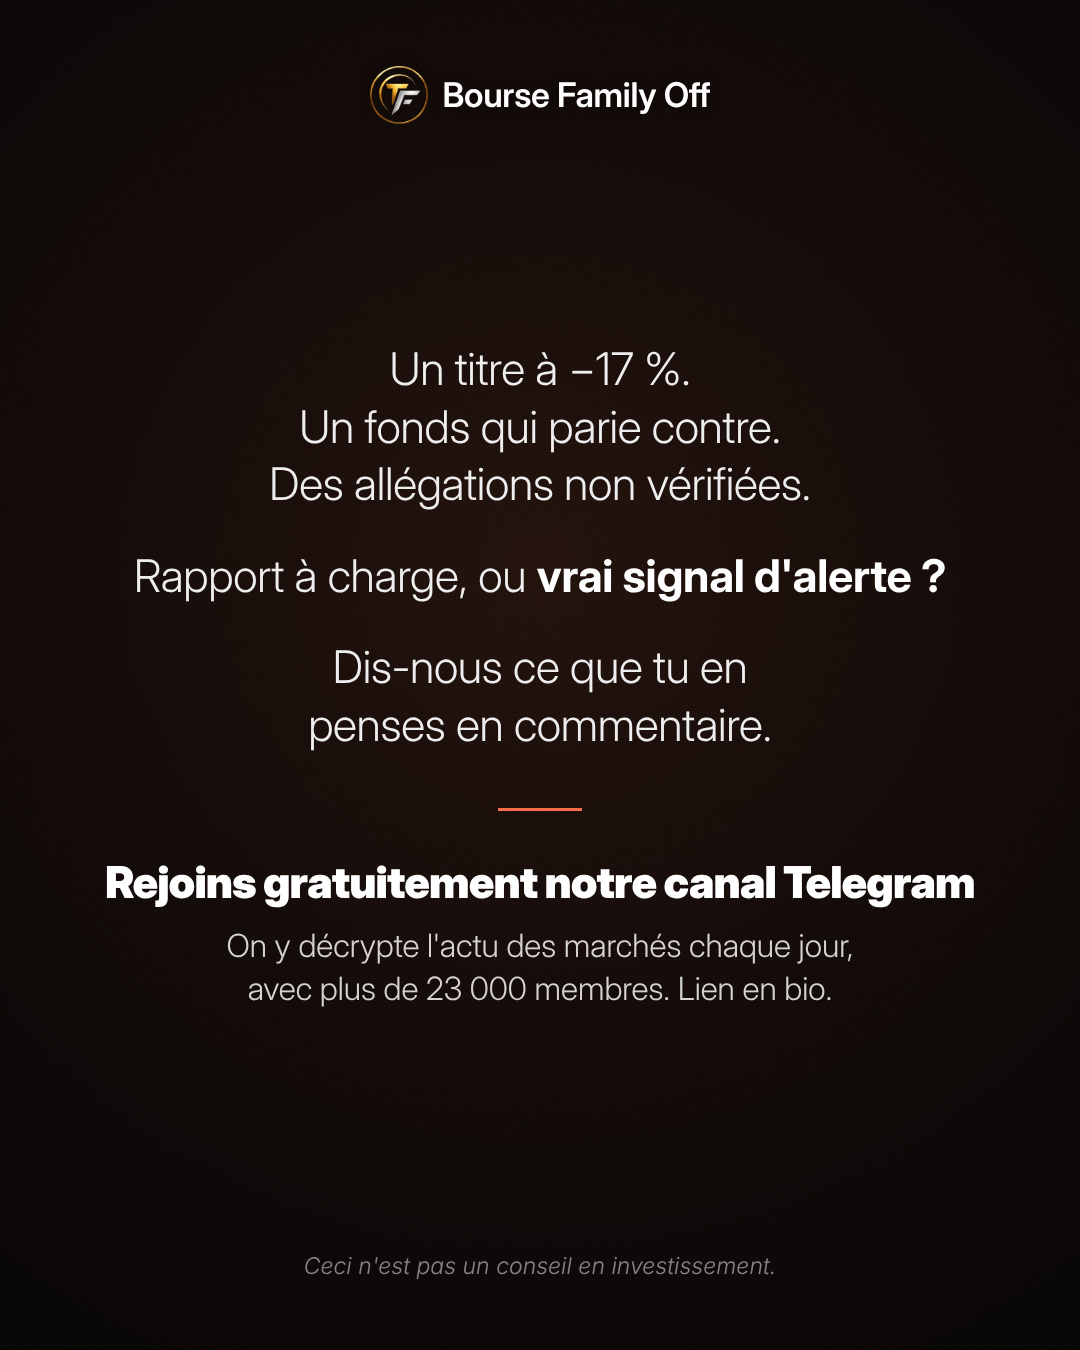 TF Bourse Family Off
Un titre à –17 %.
Un fonds qui parie contre.
Des allégations non vérifiées.
Rapport à charge, ou vrai signal d'alerte ?
Dis-nous ce que tu en
penses en commentaire.
Rejoins gratuitement notre canal Telegram
On y décrypte l'actu des marchés chaque jour,
avec plus de 23 000 membres. Lien en bio.
Ceci n'est pas un conseil en investissement.